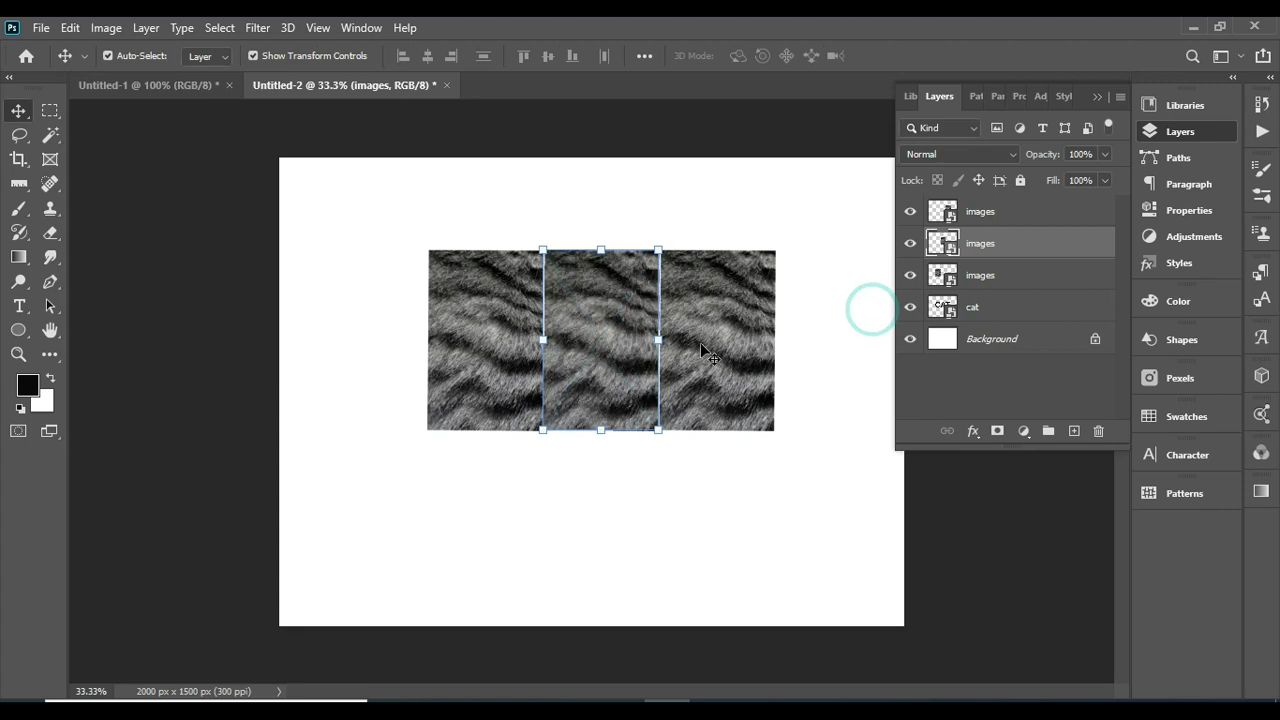 Ps File Edit Image Layer Type Select Filter 3D View Window Help
Auto-Select: Layer Show Transform Controls 3D Mode:
Untitled-1 @ 100% (RGB/8) * × Untitled-2 @ 33.3% (images, RGB/8) * ×
Lib Layers Pat Par Pro Adj Styl
Kind
Normal Opacity: 100%
Lock: Fill: 100%
images
images
images
cat
Background
Libraries
Layers
Paths
Paragraph
Properties
Adjustments
Styles
Color
Shapes
Pexels
Swatches
Character
Patterns
33.33% 2000 px x 1500 px (300 ppi)